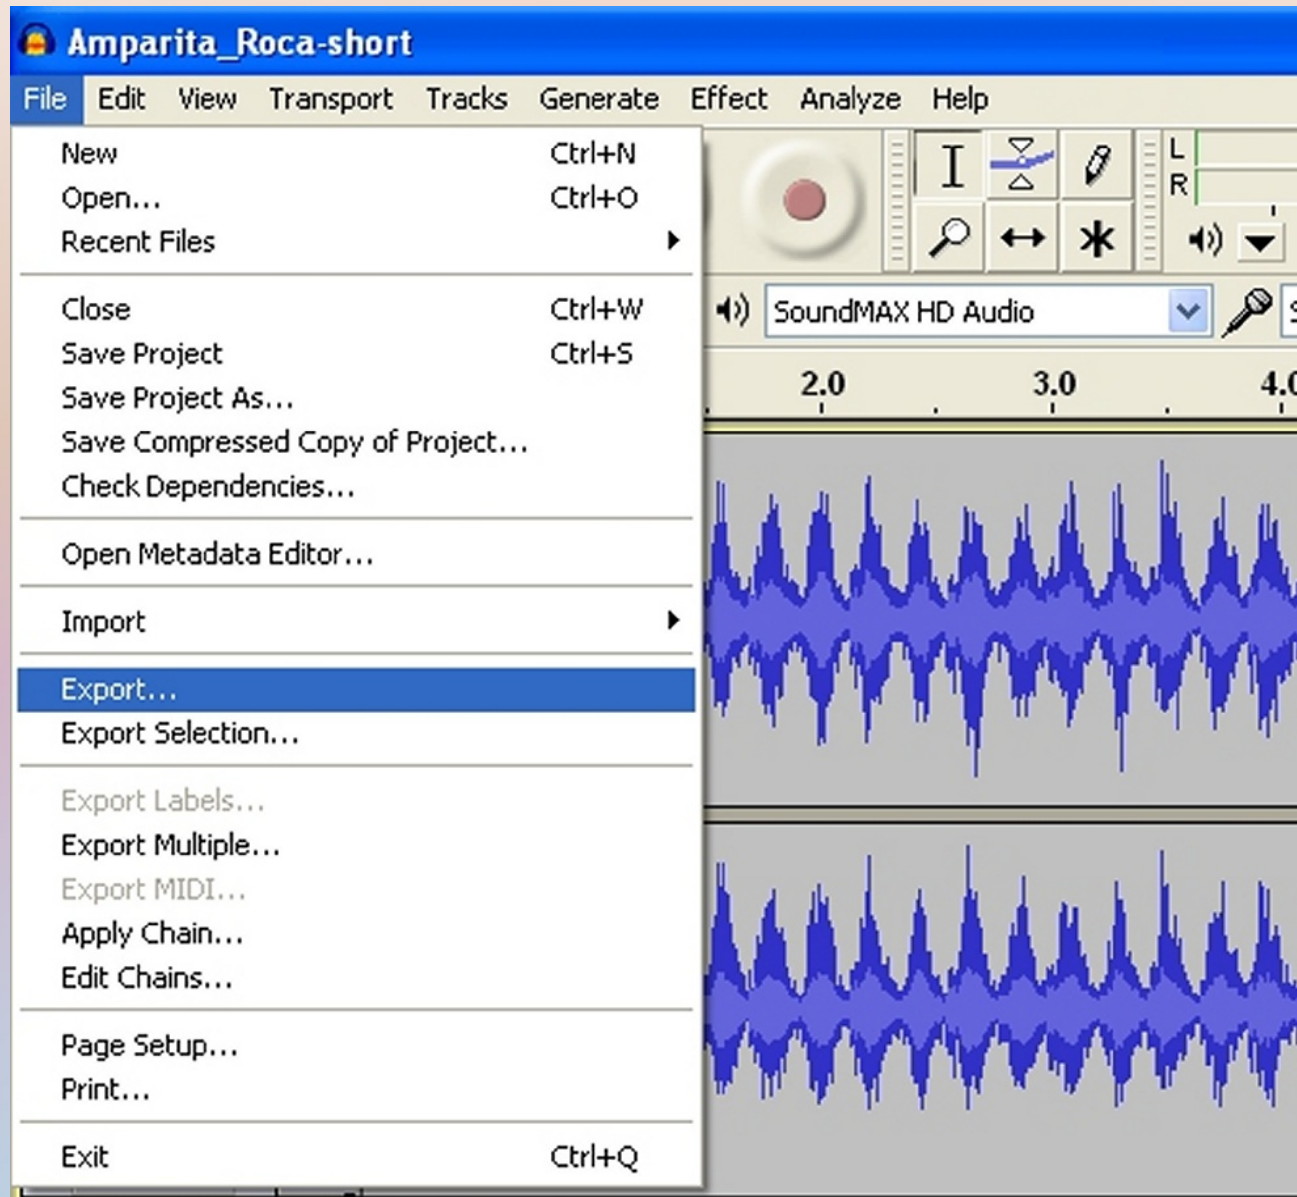 Amparita_Roca-short
File Edit View Transport Tracks Generate Effect Analyze Help
New Ctrl+N
Open... Ctrl+O
Recent Files
Close Ctrl+W
Save Project Ctrl+S
Save Project As...
Save Compressed Copy of Project...
Check Dependencies...
Open Metadata Editor...
Import
Export...
Export Selection...
Export Labels...
Export Multiple...
Export MIDI...
Apply Chain...
Edit Chains...
Page Setup...
Print...
Exit Ctrl+Q
L
R
SoundMAX HD Audio
2.0 3.0 4.0